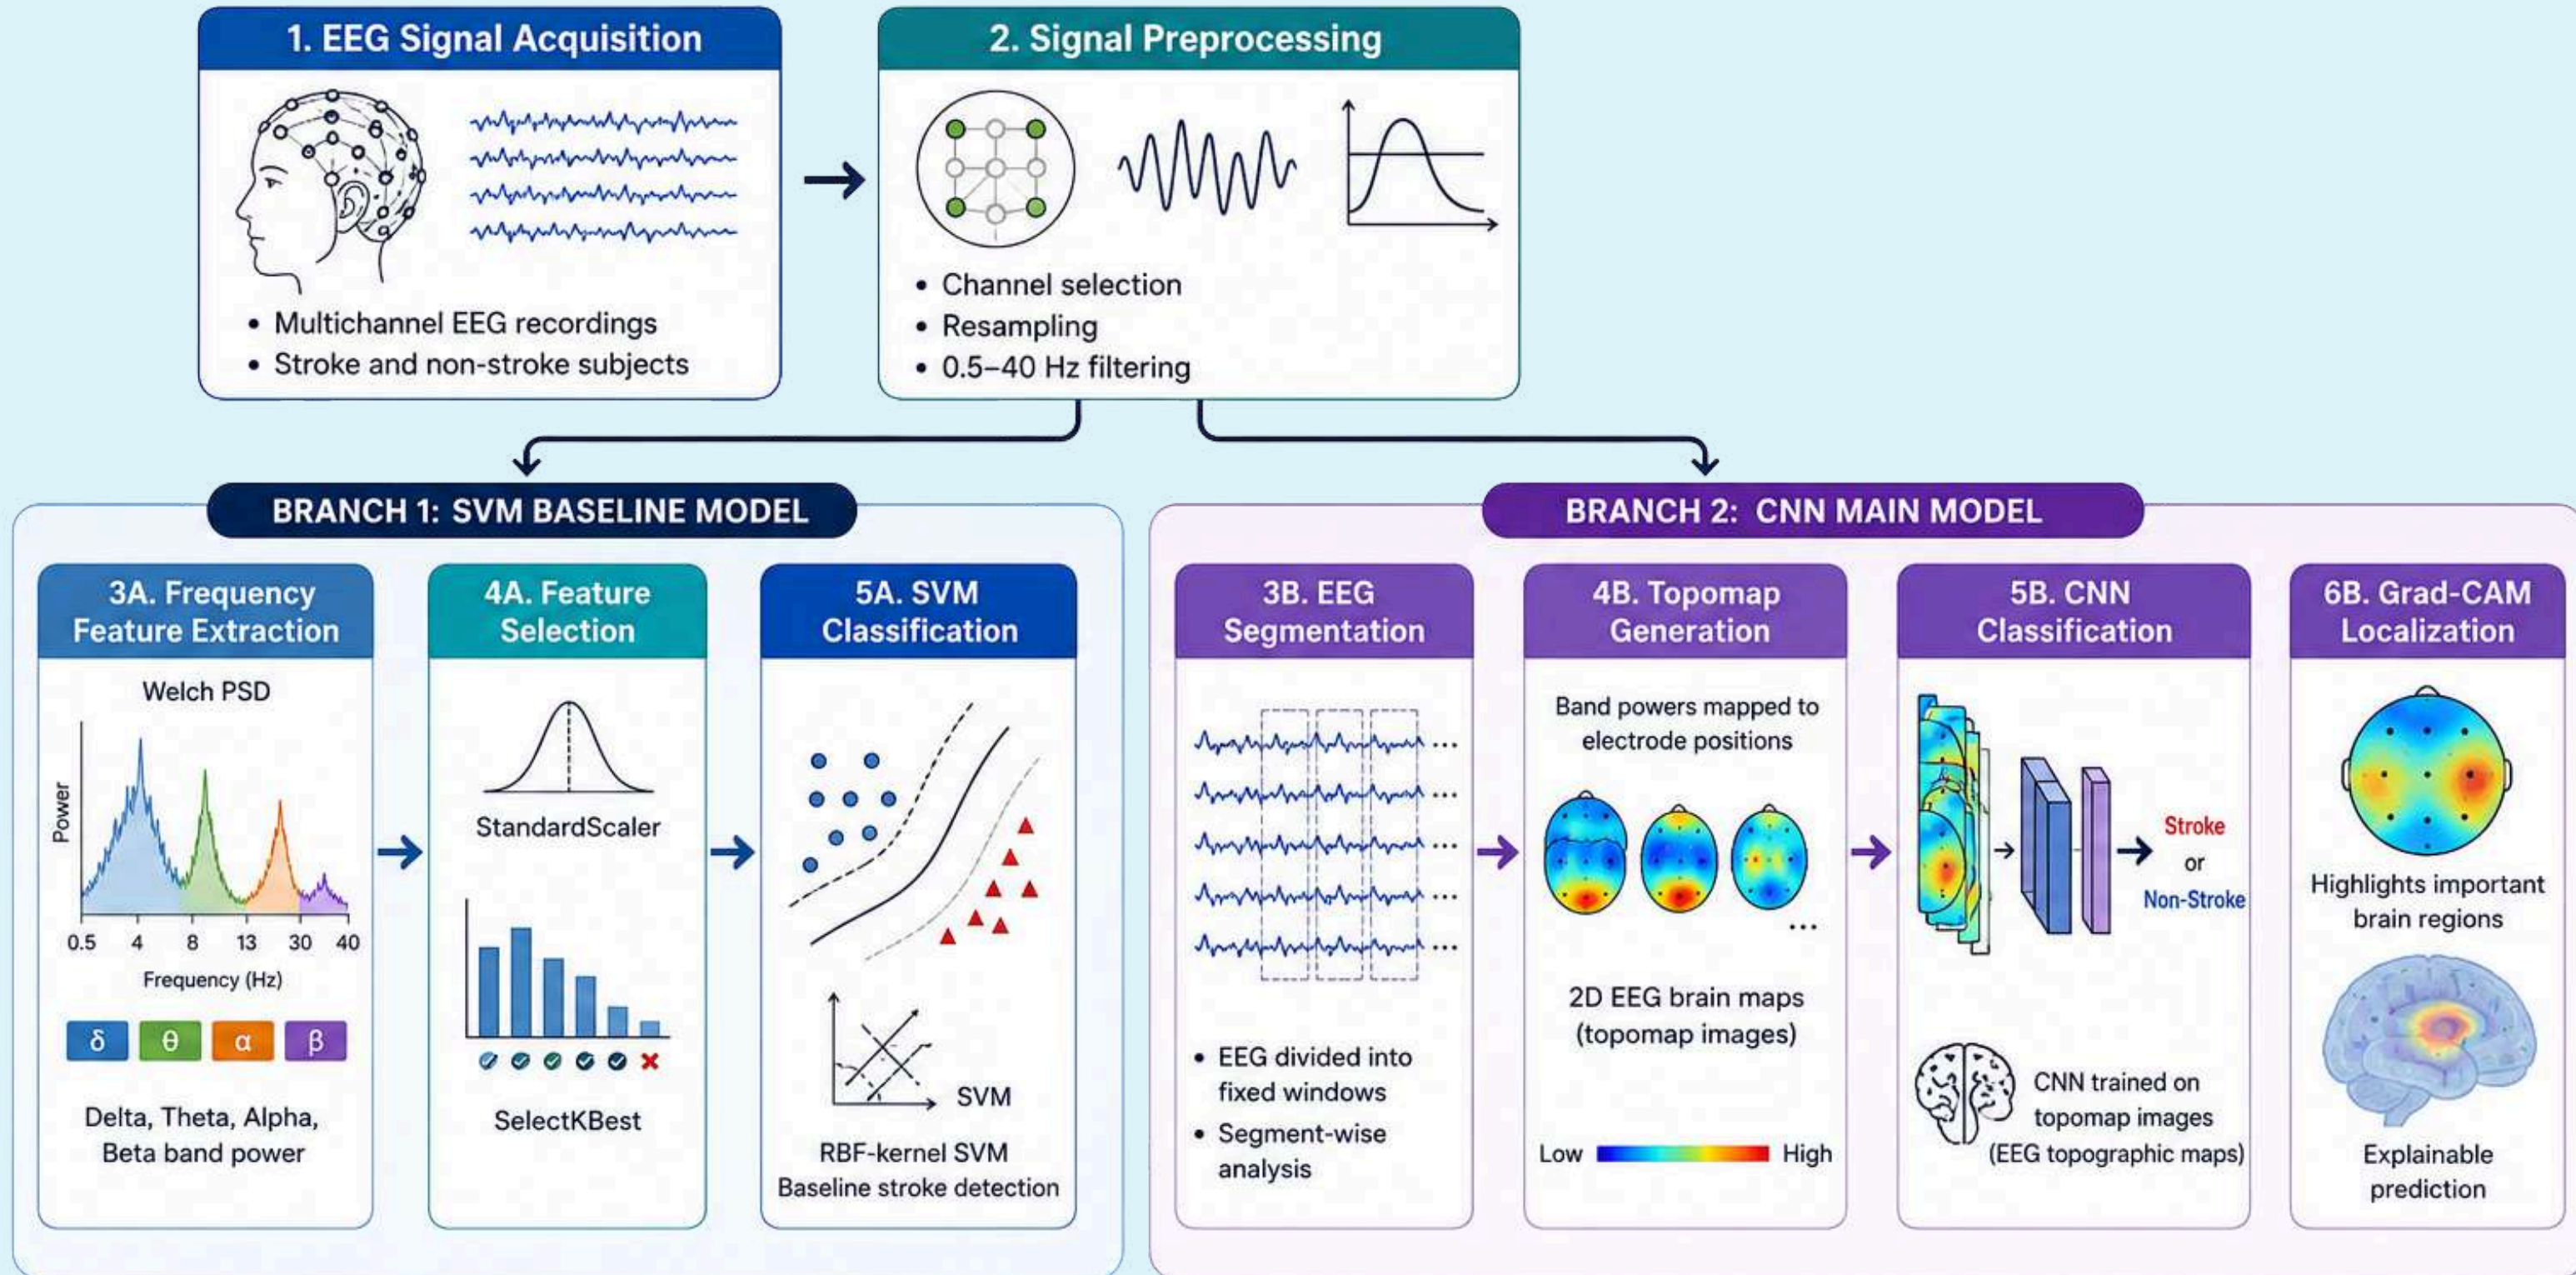 1. EEG Signal Acquisition
• Multichannel EEG recordings
• Stroke and non-stroke subjects
2. Signal Preprocessing
• Channel selection
• Resampling
• 0.5–40 Hz filtering
BRANCH 1: SVM BASELINE MODEL
3A. Frequency
Feature Extraction
Welch PSD
Power
0.5 4 8 13 30 40
Frequency (Hz)
δ θ α β
Delta, Theta, Alpha,
Beta band power
4A. Feature
Selection
StandardScaler
SelectKBest
5A. SVM
Classification
SVM
RBF-kernel SVM
Baseline stroke detection
BRANCH 2: CNN MAIN MODEL
3B. EEG
Segmentation
• EEG divided into
fixed windows
• Segment-wise
analysis
4B. Topomap
Generation
Band powers mapped to
electrode positions
...
2D EEG brain maps
(topomap images)
Low High
5B. CNN
Classification
Stroke
or
Non-Stroke
CNN trained on
topomap images
(EEG topographic maps)
6B. Grad-CAM
Localization
Highlights important
brain regions
Explainable
prediction